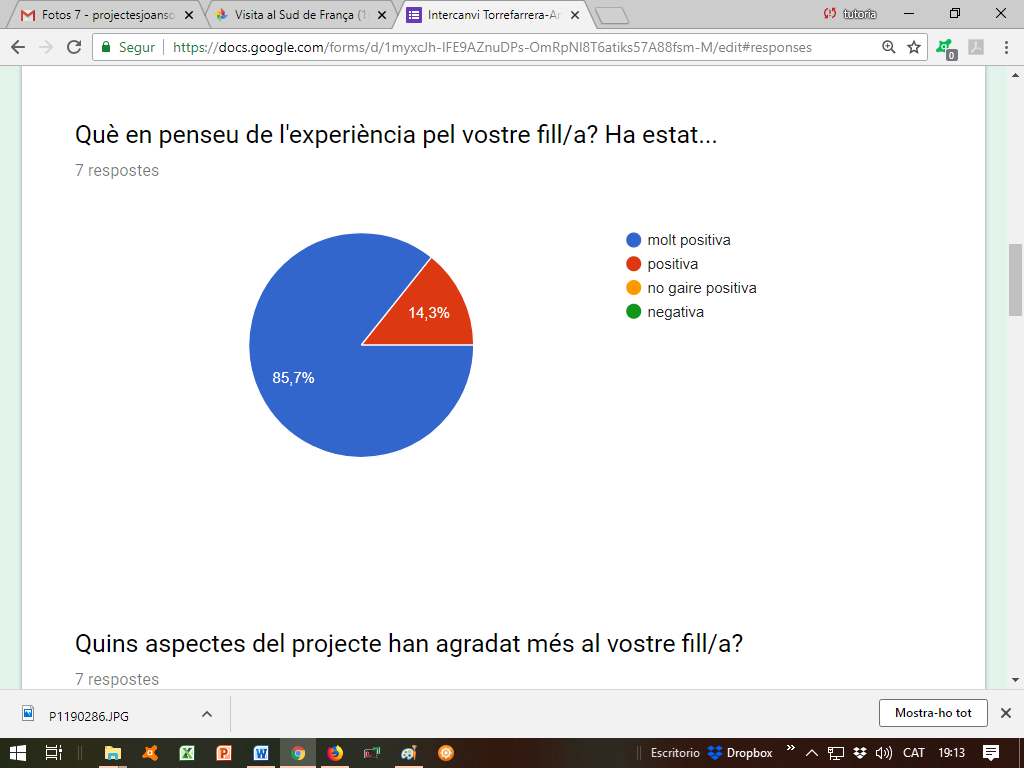 Fotos 7 - projectesjoanso
Visita al Sud de França (1
Intercanvi Torrefarrera-A
tutoria
Segur
https://docs.google.com/forms/d/1myxcJh-IFE9AZnuDPs-OmRpNI8T6atiks57A88fsm-M/edit#responses
0
Què en penseu de l'experiència pel vostre fill/a? Ha estat...
7 respostes
molt positiva
positiva
no gaire positiva
negativa
14,3%
85,7%
Quins aspectes del projecte han agradat més al vostre fill/a?
7 respostes
P1190286.JPG
Mostra-ho tot
Escritorio
Dropbox
CAT
19:13